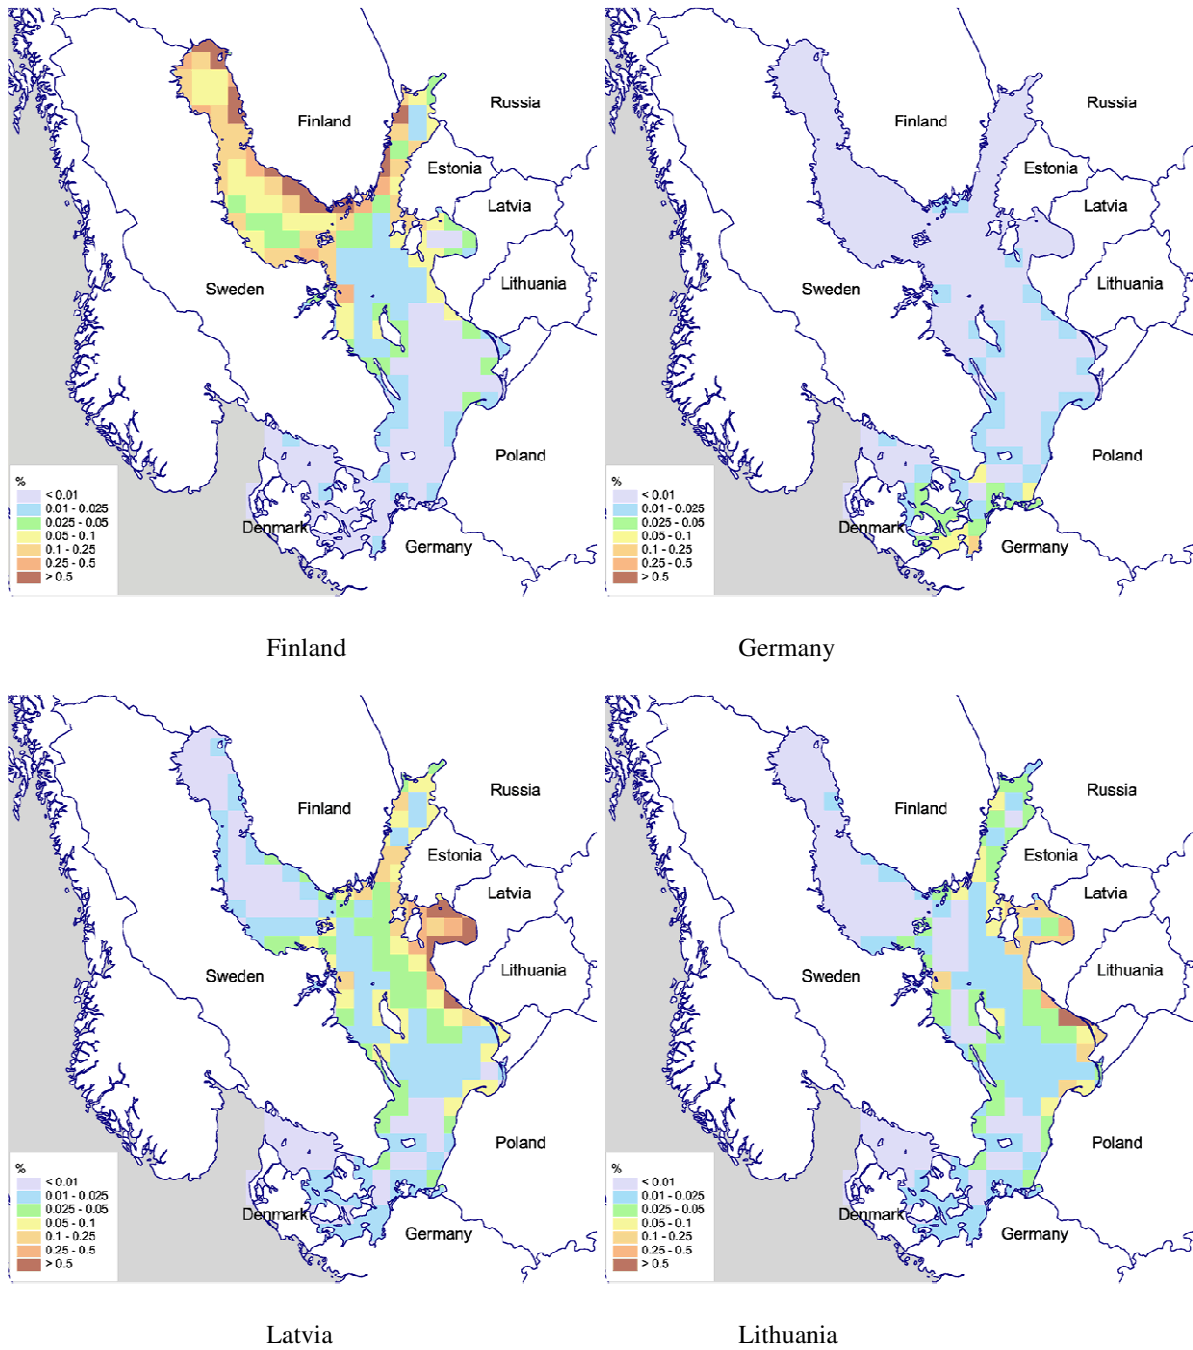 Finland
Russia
Estonia
Latvia
Lithuania
Sweden
Poland
Denmark
Germany
%
< 0.01
0.01 - 0.025
0.025 - 0.05
0.05 - 0.1
0.1 - 0.25
0.25 - 0.5
> 0.5
Finland
Russia
Estonia
Latvia
Lithuania
Sweden
Poland
Denmark
Germany
%
< 0.01
0.01 - 0.025
0.025 - 0.05
0.05 - 0.1
0.1 - 0.25
0.25 - 0.5
> 0.5
Finland
Germany
Finland
Russia
Estonia
Latvia
Lithuania
Sweden
Poland
Denmark
Germany
%
< 0.01
0.01 - 0.025
0.025 - 0.05
0.05 - 0.1
0.1 - 0.25
0.25 - 0.5
> 0.5
Finland
Russia
Estonia
Latvia
Lithuania
Sweden
Poland
Denmark
Germany
%
< 0.01
0.01 - 0.025
0.025 - 0.05
0.05 - 0.1
0.1 - 0.25
0.25 - 0.5
> 0.5
Latvia
Lithuania